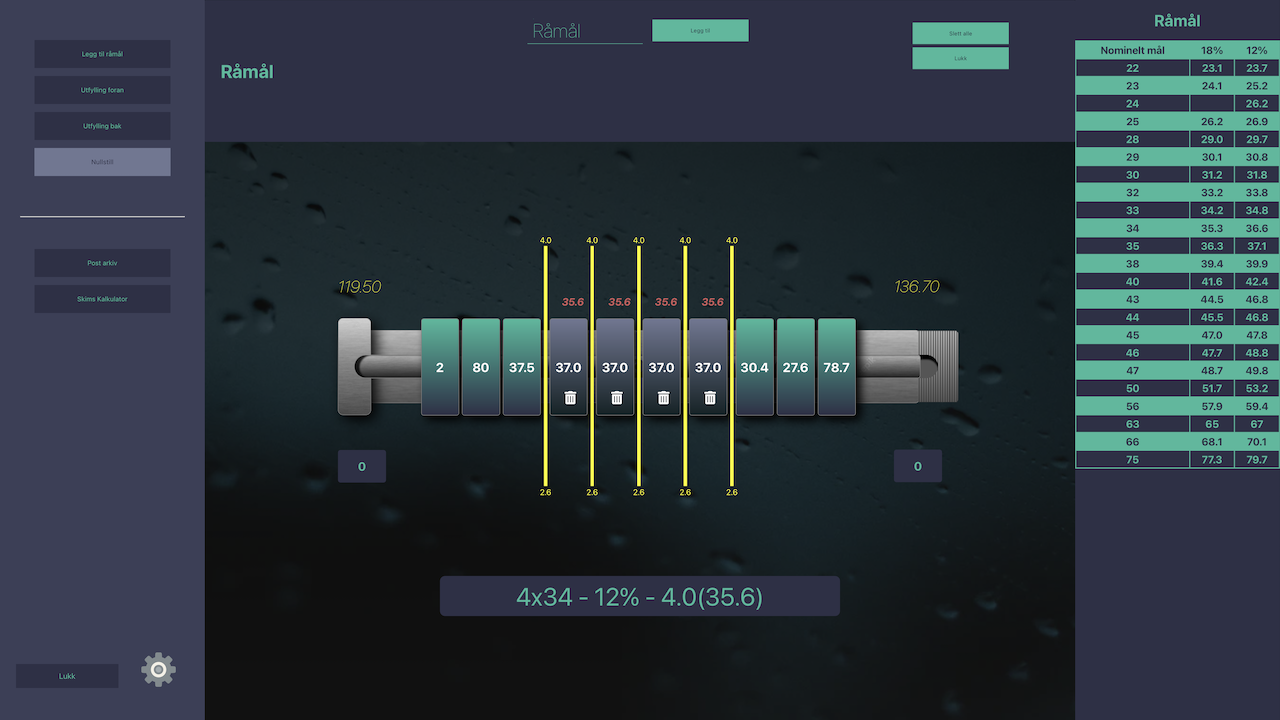 Legg til råmål
Utfylling foran
Utfylling bak
Nullstill
Post arkiv
Skims Kalkulator
Lukk
Råmål
Råmål
Legg til
Slett alle
Lukk
119.50
136.70
4.0 4.0 4.0 4.0 4.0
35.6 35.6 35.6 35.6
2 80 37.5 37.0 37.0 37.0 37.0 30.4 27.6 78.7
0
0
2.6 2.6 2.6 2.6 2.6
4x34 - 12% - 4.0(35.6)
Råmål
Nominelt mål 18% 12%
22 23.1 23.7
23 24.1 25.2
24 26.2
25 26.2 26.9
28 29.0 29.7
29 30.1 30.8
30 31.2 31.8
32 33.2 33.8
33 34.2 34.8
34 35.3 36.6
35 36.3 37.1
38 39.4 39.9
40 41.6 42.4
43 44.5 46.8
44 45.5 46.8
45 47.0 47.8
46 47.7 48.8
47 48.7 49.8
50 51.7 53.2
56 57.9 59.4
63 65 67
66 68.1 70.1
75 77.3 79.7